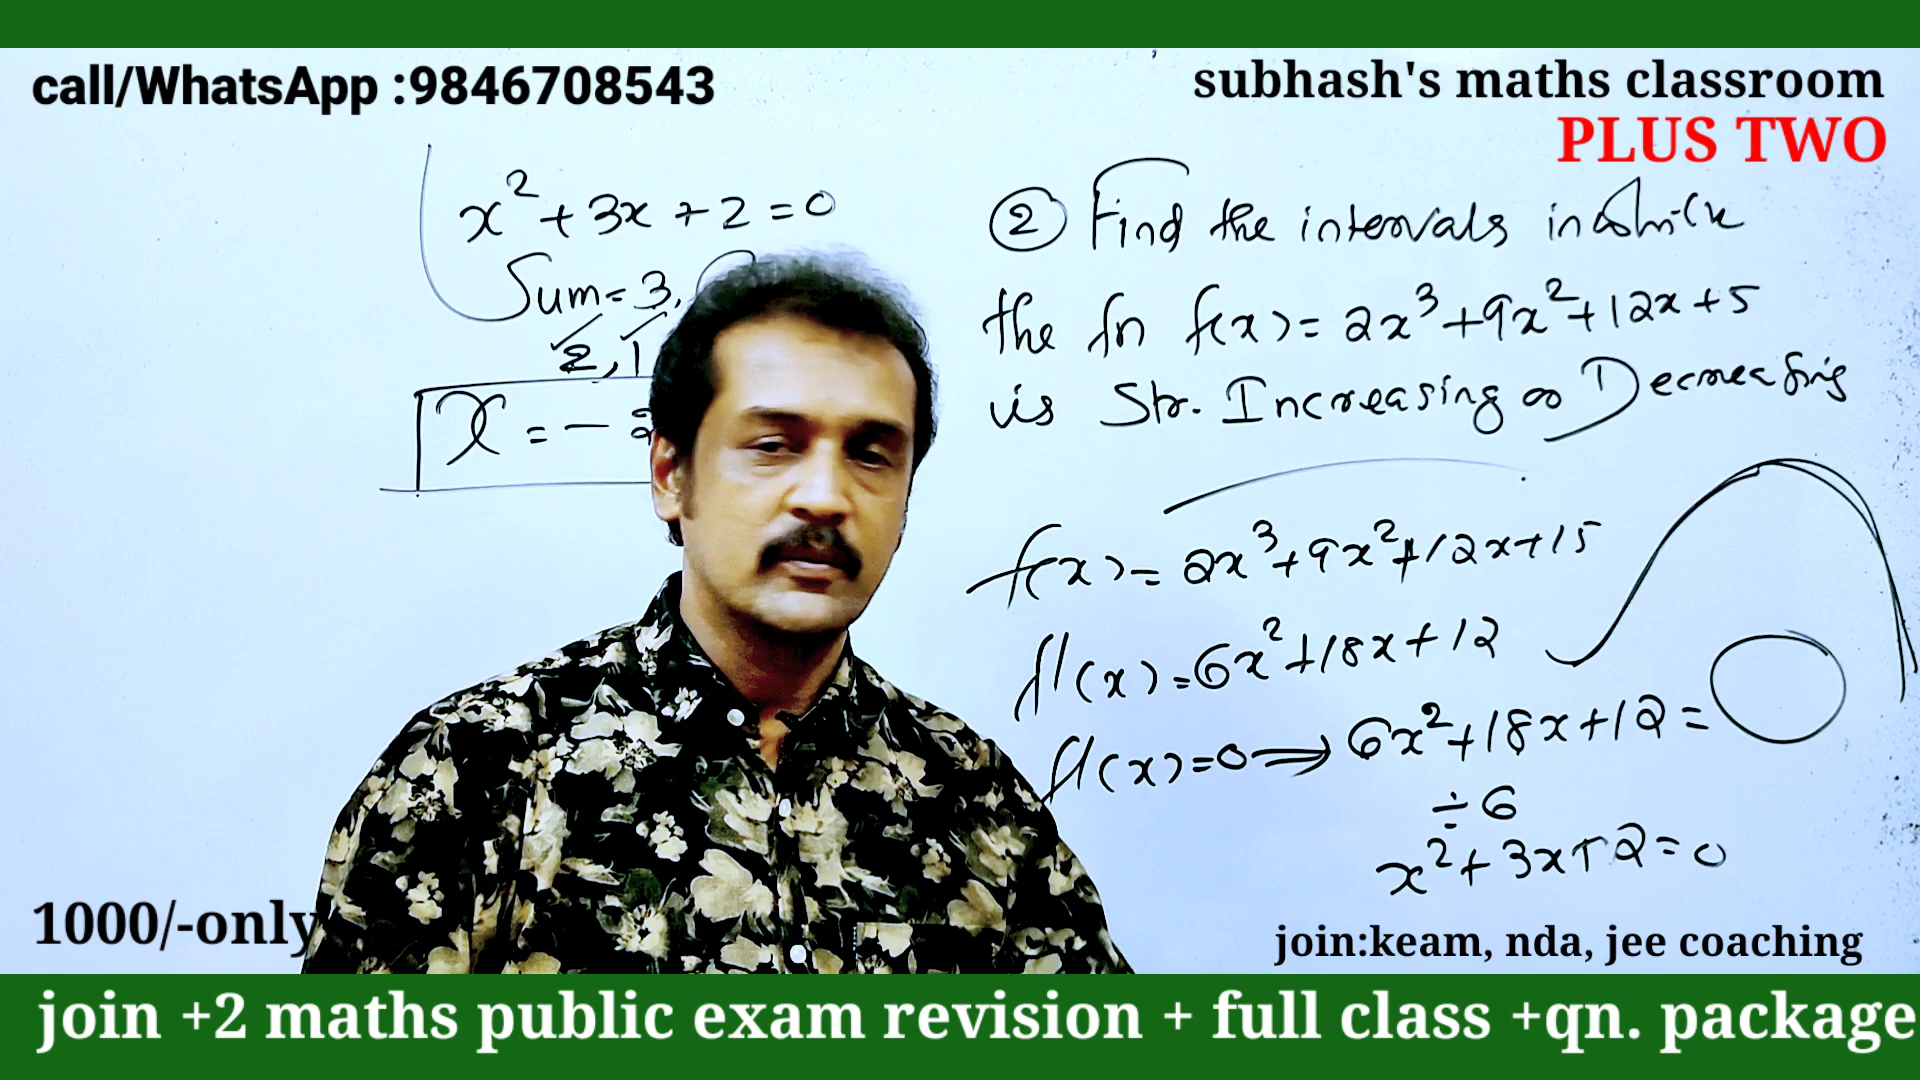 call/WhatsApp :9846708543
subhash's maths classroom
PLUS TWO
x² + 3x + 2 = 0
Sum = 3,
2, 1
x = - 2
② Find the intervals in which
the fn f(x) = 2x³+9x²+12x+5
is Str. Increasing or Decreasing
f(x) = 2x³+9x²+12x+15
f'(x) = 6x²+18x+12
f'(x)=0 ⟹ 6x²+18x+12 =
÷6
x²+3x+2=0
1000/-only
join:keam, nda, jee coaching
join +2 maths public exam revision + full class +qn. package